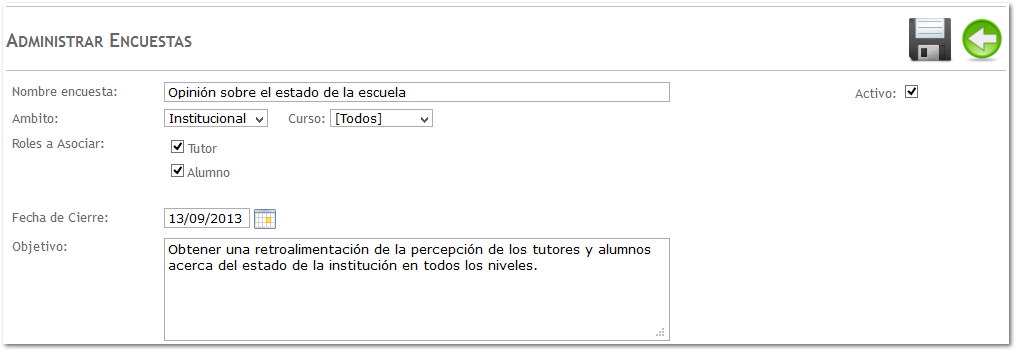 ADMINISTRAR ENCUESTAS
Nombre encuesta: Opinión sobre el estado de la escuela Activo:
Ambito: Institucional Curso: [Todos]
Roles a Asociar: Tutor
Alumno
Fecha de Cierre: 13/09/2013
Objetivo: Obtener una retroalimentación de la percepción de los tutores y alumnos
acerca del estado de la institución en todos los niveles.